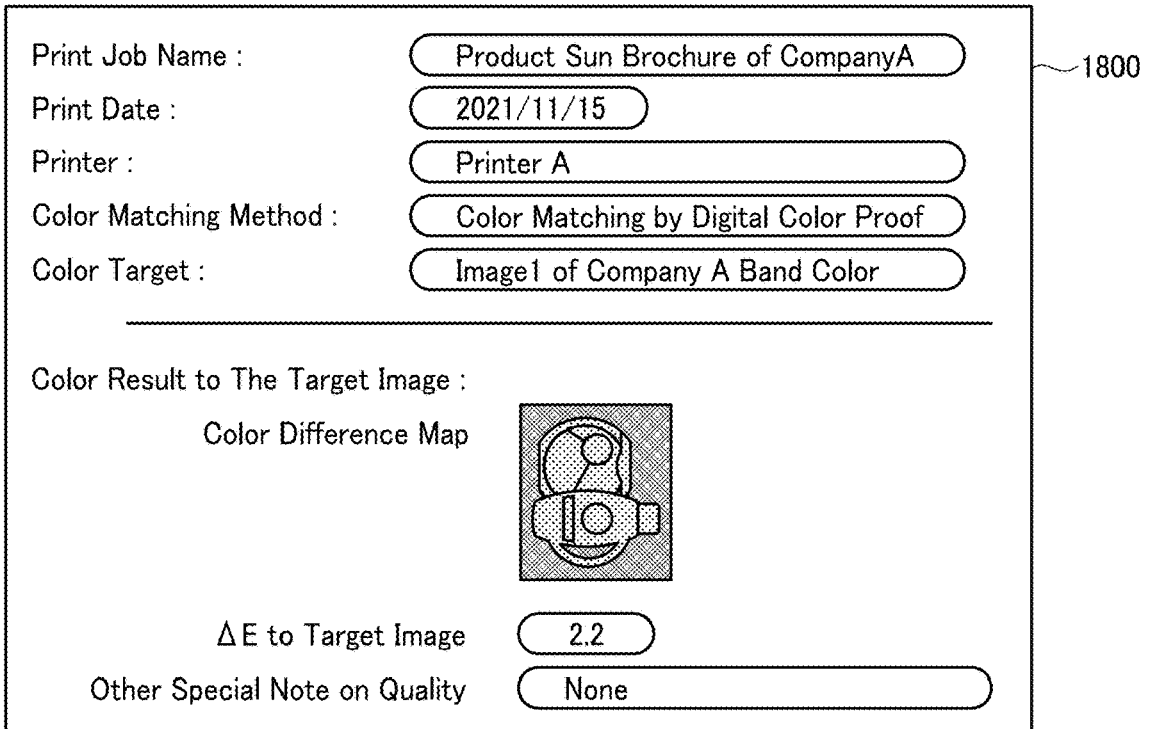 Print Job Name : Product Sun Brochure of CompanyA
1800
Print Date : 2021/11/15
Printer : Printer A
Color Matching Method : Color Matching by Digital Color Proof
Color Target : Image1 of Company A Band Color
Color Result to The Target Image :
Color Difference Map
ΔE to Target Image 2.2
Other Special Note on Quality None